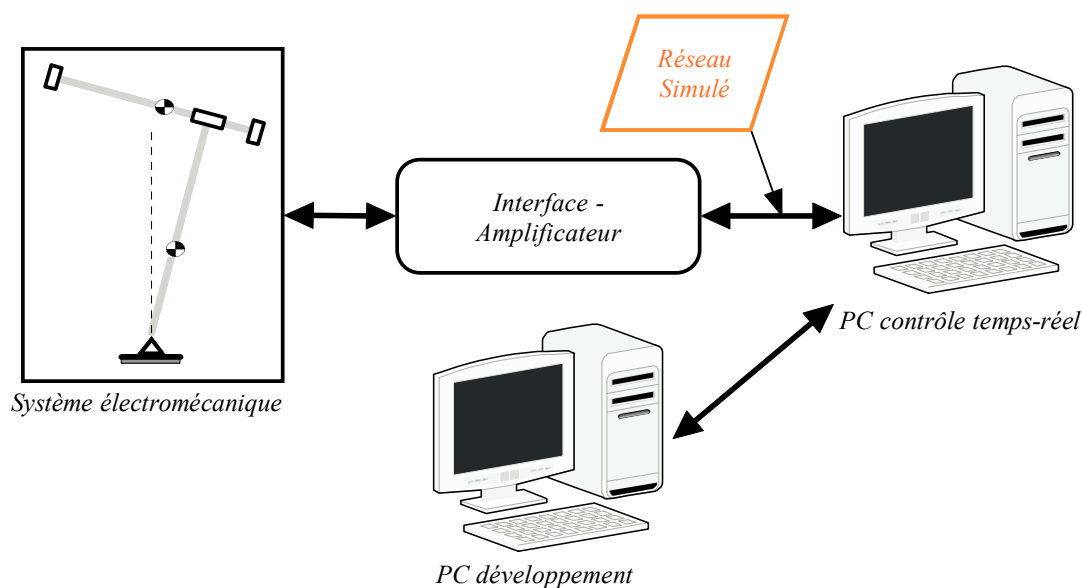 Réseau
Simulé
Interface -
Amplificateur
PC contrôle temps-réel
Système électromécanique
PC développement